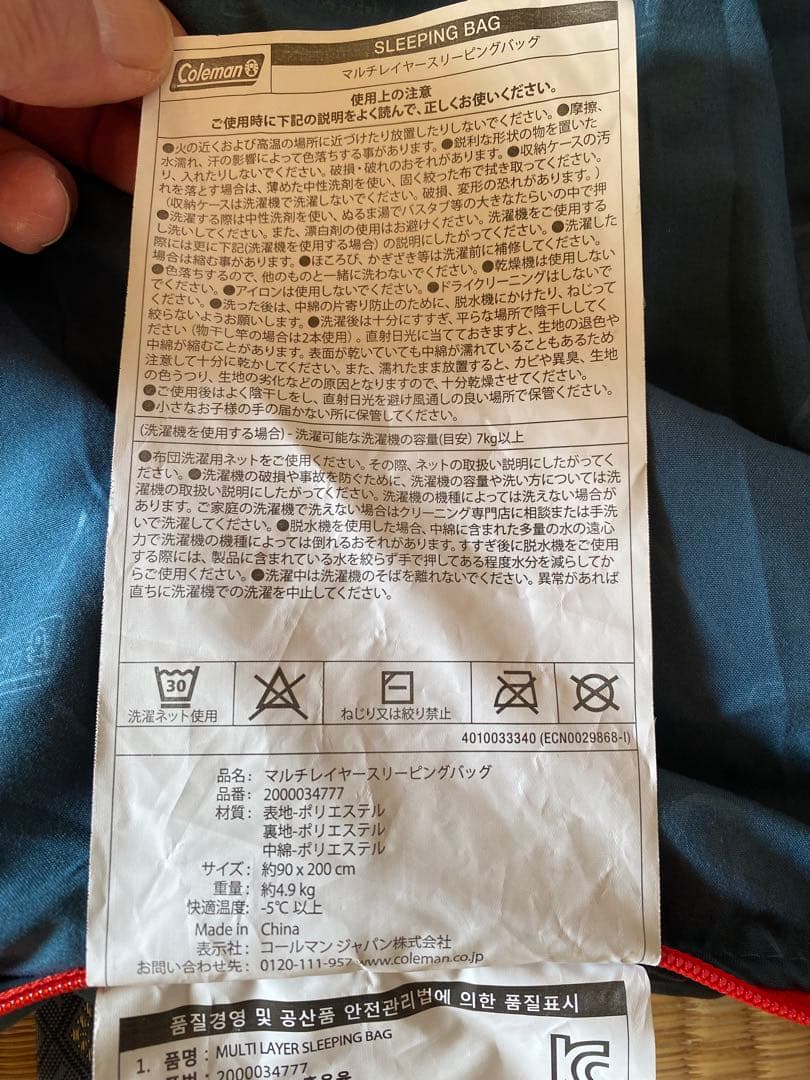 Coleman
SLEEPING BAG
マルチレイヤースリーピングバッグ
使用上の注意
ご使用時に下記の説明をよく読んで、正しくお使いください。
●火の近くおよび高温の場所に近づけたり放置したりしないでください。●摩擦、
水濡れ、汗の影響によって色落ちする事があります。●鋭利な形状の物を置いた
り、入れたりしないでください。破損・破れのおそれがあります。●収納ケースの汚
れを落とす場合は、薄めた中性洗剤を使い、固く絞った布で拭き取ってください。
(収納ケースは洗濯機で洗濯しないでください。破損、変形の恐れがあります。)
●洗濯する際は中性洗剤を使い、ぬるま湯でバスタブ等の大きなたらいの中で押
し洗いしてください。また、漂白剤の使用はお避けください。洗濯機をご使用する
際には更に下記(洗濯機を使用する場合)の説明にしたがってください。●洗濯した
場合は縮む事があります。●ほころび、かぎざき等は洗濯前に補修してください。
●色落ちするので、他のものと一緒に洗わないでください。●乾燥機は使用しない
でください。●アイロンは使用しないでください。●ドライクリーニングはしないで
ください。●洗った後は、中綿の片寄り防止のために、脱水機にかけたり、ねじって
絞らないようお願いします。●洗濯後は十分にすすぎ、平らな場所で陰干ししてく
ださい(物干し竿の場合は2本使用)。直射日光に当てておきますと、生地の退色や
中綿が縮むことがあります。表面が乾いていても中綿が濡れていることもあるため
注意して十分に乾かしてください。また、濡れたまま放置すると、カビや異臭、生地
の色うつり、生地の劣化などの原因となりますので、十分乾燥させてください。
●ご使用後はよく陰干しをし、直射日光を避け風通しの良い場所で保管ください。
●小さなお子様の手の届かない所に保管してください。
(洗濯機を使用する場合) - 洗濯可能な洗濯機の容量(目安) 7kg以上
●布団洗濯用ネットをご使用ください。その際、ネットの取扱い説明にしたがってく
ださい。●洗濯機の破損や事故を防ぐために、洗濯機の容量や洗い方については洗
濯機の取扱い説明にしたがってください。洗濯機の機種によっては洗えない場合が
あります。ご家庭の洗濯機で洗えない場合はクリーニング専門店に相談または手洗
いで洗濯してください。●脱水機を使用した場合、中綿に含まれた多量の水の遠心
力で洗濯機の機種によっては倒れるおそれがあります。すすぎ後に脱水機をご使用
する際には、製品に含まれている水を絞らず手で押してある程度水分を減らしてか
らご使用ください。●洗濯中は洗濯機のそばを離れないでください。異常があれば
直ちに洗濯機での洗濯を中止してください。
30
洗濯ネット使用
ねじり又は絞り禁止
4010033340 (ECN0029868-I)
品名： マルチレイヤースリーピングバッグ
品番： 2000034777
材質： 表地-ポリエステル
裏地-ポリエステル
中綿-ポリエステル
サイズ： 約90 x 200 cm
重量： 約4.9 kg
快適温度： -5℃ 以上
Made in China
表示社： コールマン ジャパン株式会社
お問い合わせ先： 0120-111-957 www.coleman.co.jp
품질경영 및 공산품 안전관리법에 의한 품질표시
1. 품명 : MULTI LAYER SLEEPING BAG
2000034777